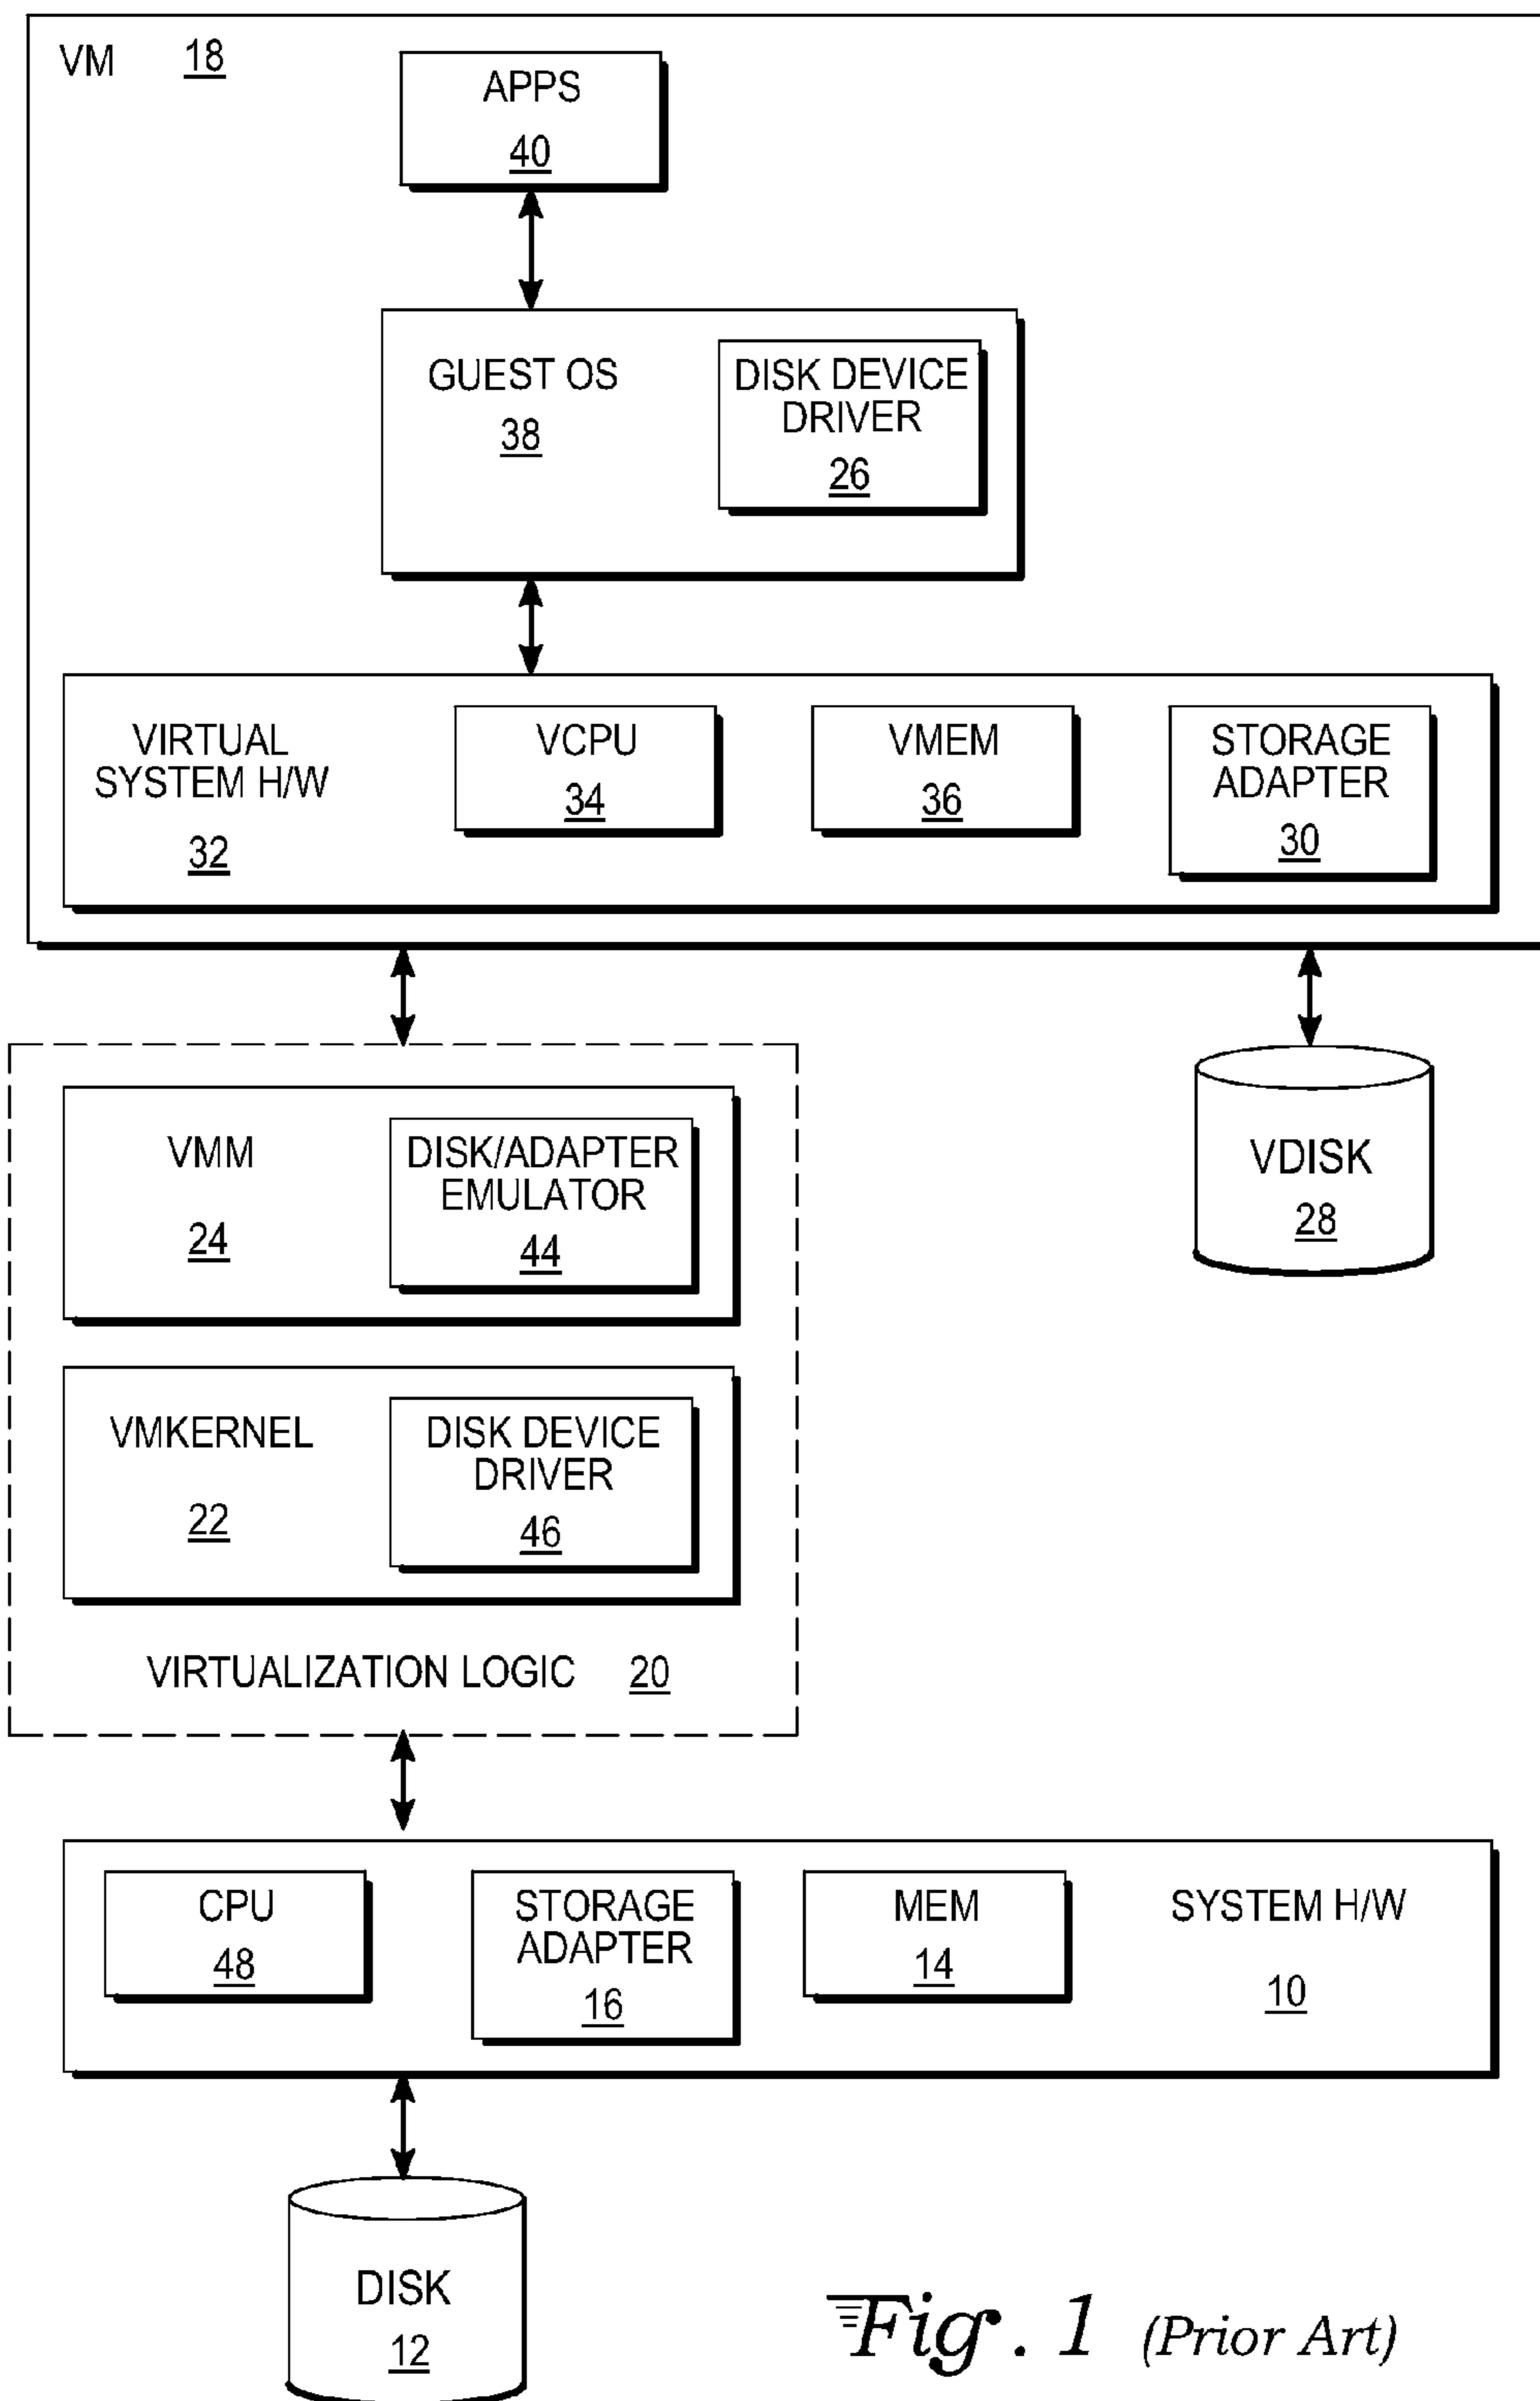 VM 18
APPS
40
GUEST OS
38
DISK DEVICE
DRIVER
26
VIRTUAL
SYSTEM H/W
32
VCPU
34
VMEM
36
STORAGE
ADAPTER
30
VMM
24
DISK/ADAPTER
EMULATOR
44
VDISK
28
VMKERNEL
22
DISK DEVICE
DRIVER
46
VIRTUALIZATION LOGIC 20
CPU
48
STORAGE
ADAPTER
16
MEM
14
SYSTEM H/W
10
DISK
12
Fig. 1 (Prior Art)